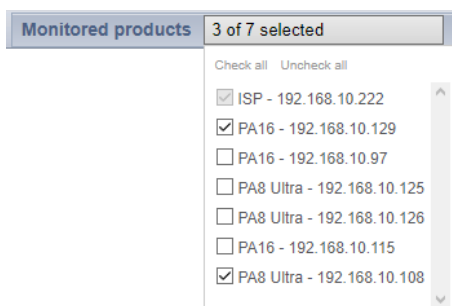 Monitored products 3 of 7 selected
Check all Uncheck all
ISP - 192.168.10.222
PA16 - 192.168.10.129
PA16 - 192.168.10.97
PA8 Ultra - 192.168.10.125
PA8 Ultra - 192.168.10.126
PA16 - 192.168.10.115
PA8 Ultra - 192.168.10.108